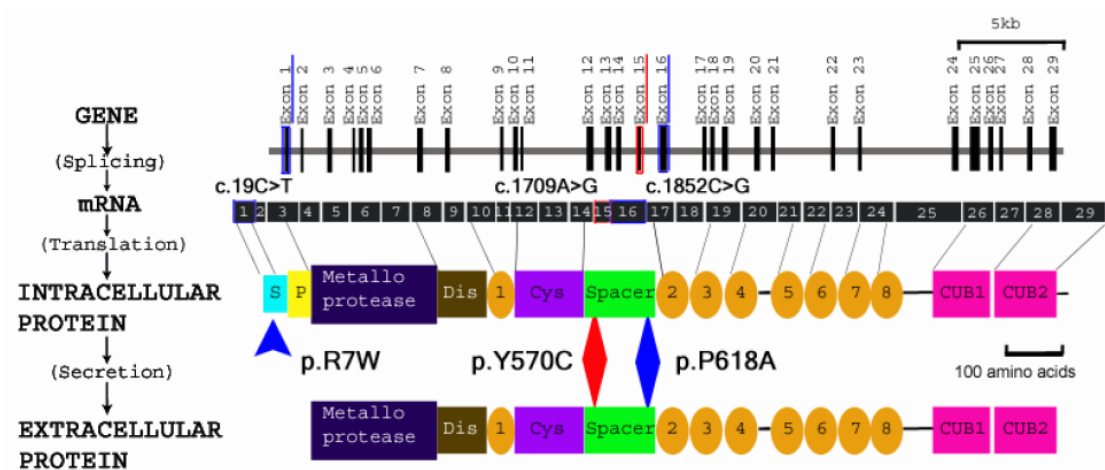 5kb
Exon 1
Exon 2
Exon 3
Exon 4
Exon 5
Exon 6
Exon 7
Exon 8
Exon 9
Exon 10
Exon 11
Exon 12
Exon 13
Exon 14
Exon 15
Exon 16
Exon 17
Exon 18
Exon 19
Exon 20
Exon 21
Exon 22
Exon 23
Exon 24
Exon 25
Exon 26
Exon 27
Exon 28
Exon 29
GENE
(Splicing)
c.19C>T c.1709A>G c.1852C>G
mRNA
1 2 3 4 5 6 7 8 9 10 11 12 13 14 15 16 17 18 19 20 21 22 23 24 25 26 27 28 29
(Translation)
INTRACELLULAR
PROTEIN
S P Metallo
protease
Dis 1 Cys Spacer 2 3 4 5 6 7 8 CUB1 CUB2
p.R7W p.Y570C p.P618A
(Secretion)
100 amino acids
EXTRACELLULAR
PROTEIN
Metallo
protease
Dis 1 Cys Spacer 2 3 4 5 6 7 8 CUB1 CUB2